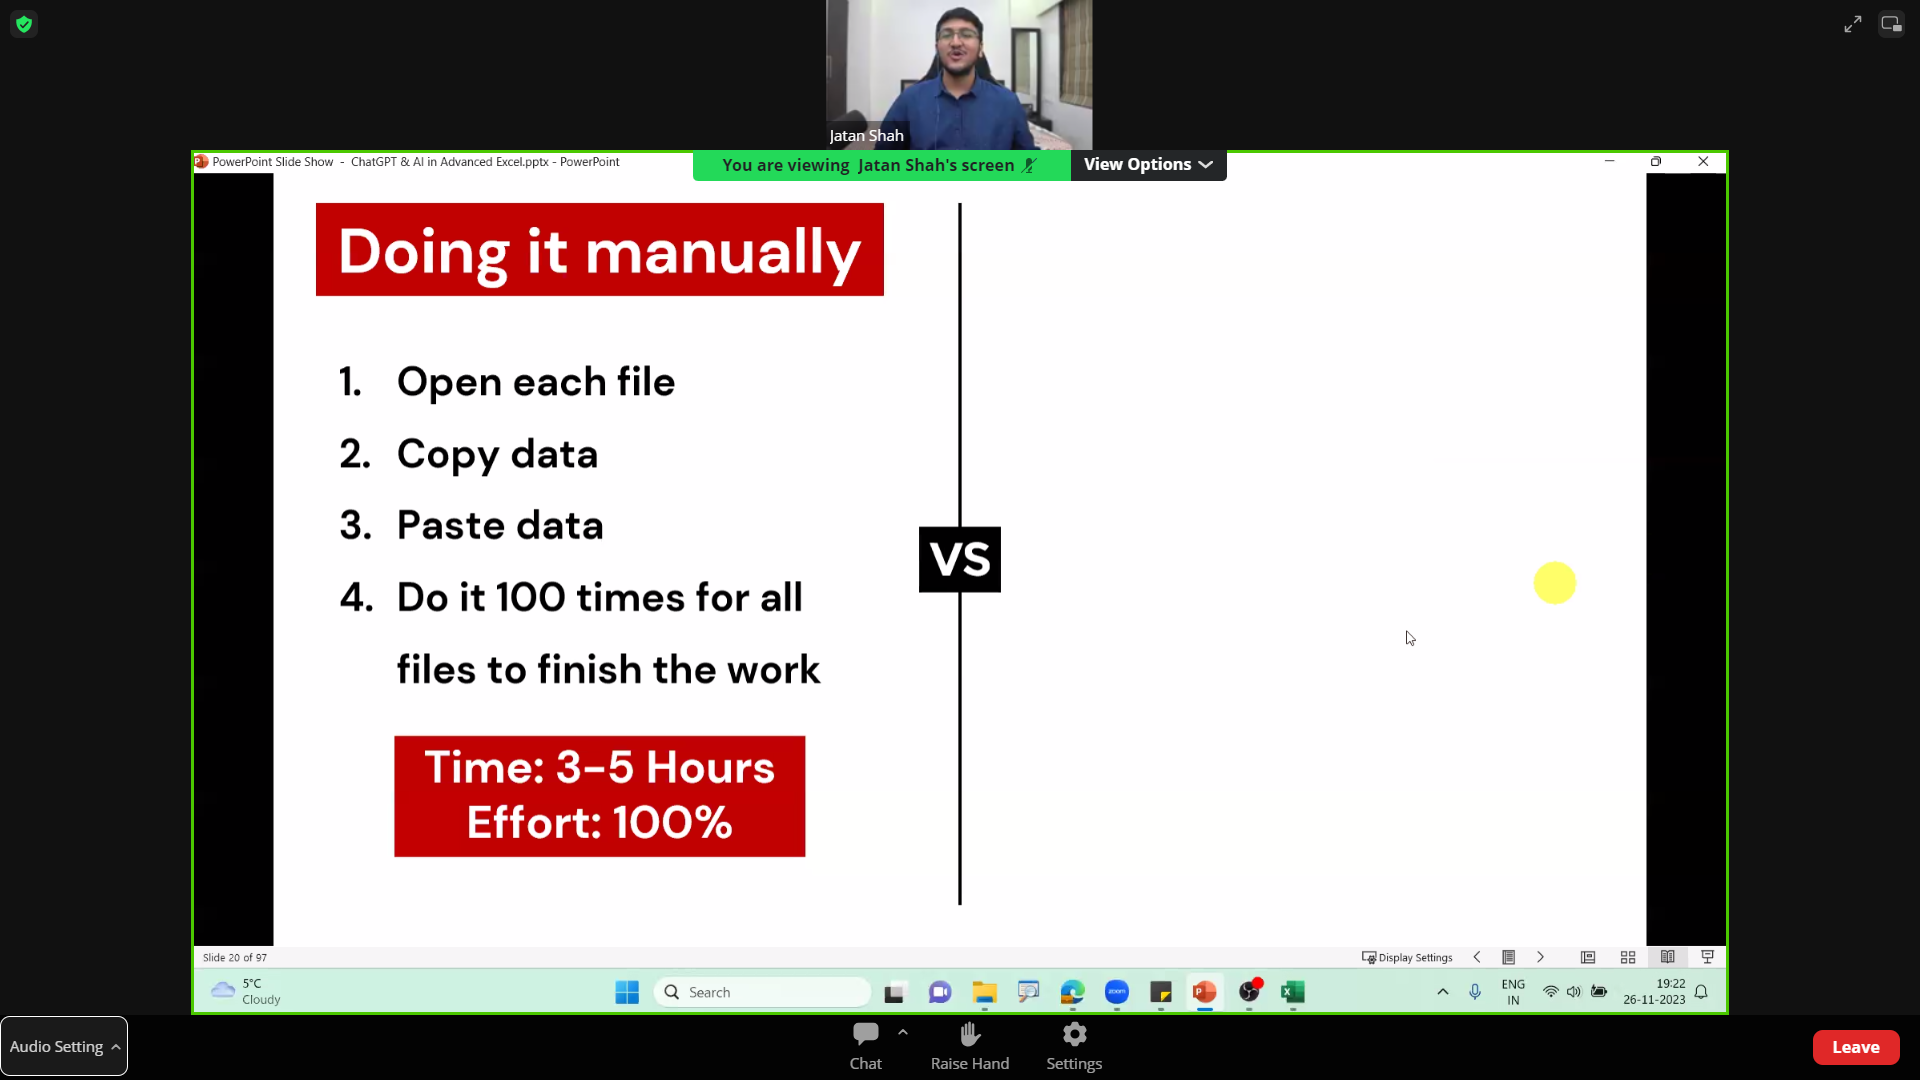 Jatan Shah
PowerPoint Slide Show - ChatGPT & AI in Advanced Excel.pptx - PowerPoint
You are viewing Jatan Shah's screen
View Options
Doing it manually
1. Open each file
2. Copy data
3. Paste data
4. Do it 100 times for all
files to finish the work
Time: 3-5 Hours
Effort: 100%
VS
Slide 20 of 97
Display Settings
5°C
Cloudy
Search
zoom
ENG
IN
19:22
26-11-2023
Audio Setting
Chat
Raise Hand
Settings
Leave